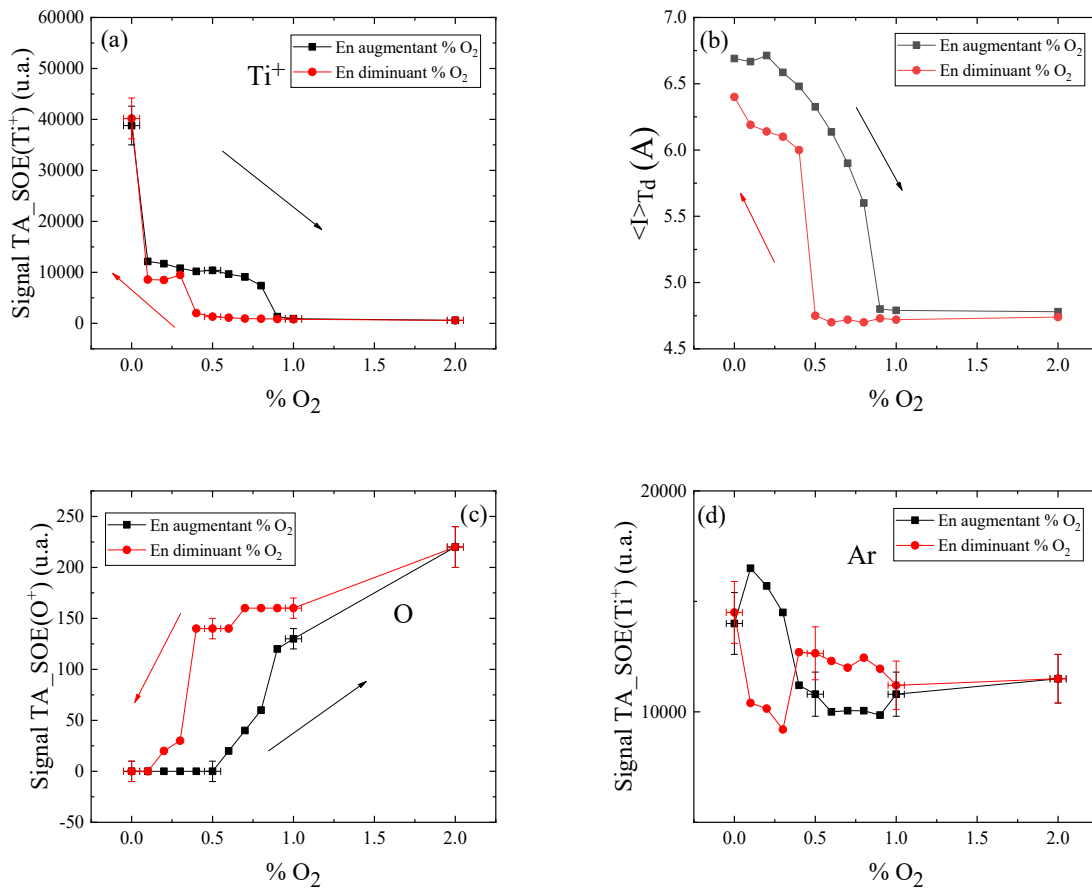 (a)
Ti⁺
En augmentant % O₂
En diminuant % O₂
Signal TA_SOE(Ti⁺) (u.a.)
60000
50000
40000
30000
20000
10000
0
0.0 0.5 1.0 1.5 2.0
% O₂
(b)
En augmentant % O₂
En diminuant % O₂
<I>Td (A)
7.0
6.5
6.0
5.5
5.0
4.5
0.0 0.5 1.0 1.5 2.0
% O₂
(c)
En augmentant % O₂
En diminuant % O₂
O
Signal TA_SOE(O⁺) (u.a.)
250
200
150
100
50
0
-50
0.0 0.5 1.0 1.5 2.0
% O₂
(d)
Ar
En augmentant % O₂
En diminuant % O₂
Signal TA_SOE(Ti⁺) (u.a.)
20000
10000
0.0 0.5 1.0 1.5 2.0
% O₂